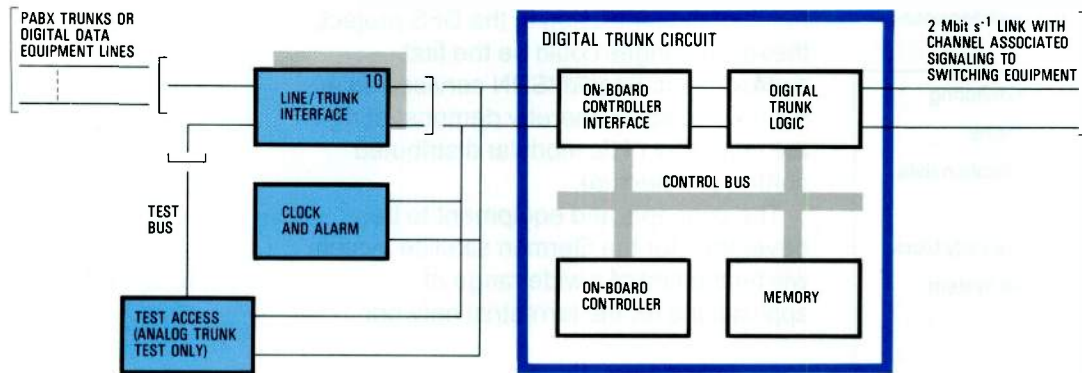 PABX TRUNKS OR
DIGITAL DATA
EQUIPMENT LINES
10
LINE/TRUNK
INTERFACE
TEST
BUS
CLOCK
AND ALARM
TEST ACCESS
(ANALOG TRUNK
TEST ONLY)
DIGITAL TRUNK CIRCUIT
ON-BOARD
CONTROLLER
INTERFACE
DIGITAL
TRUNK
LOGIC
CONTROL BUS
ON-BOARD
CONTROLLER
MEMORY
2 Mbit s⁻¹ LINK WITH
CHANNEL ASSOCIATED
SIGNALING TO
SWITCHING EQUIPMENT